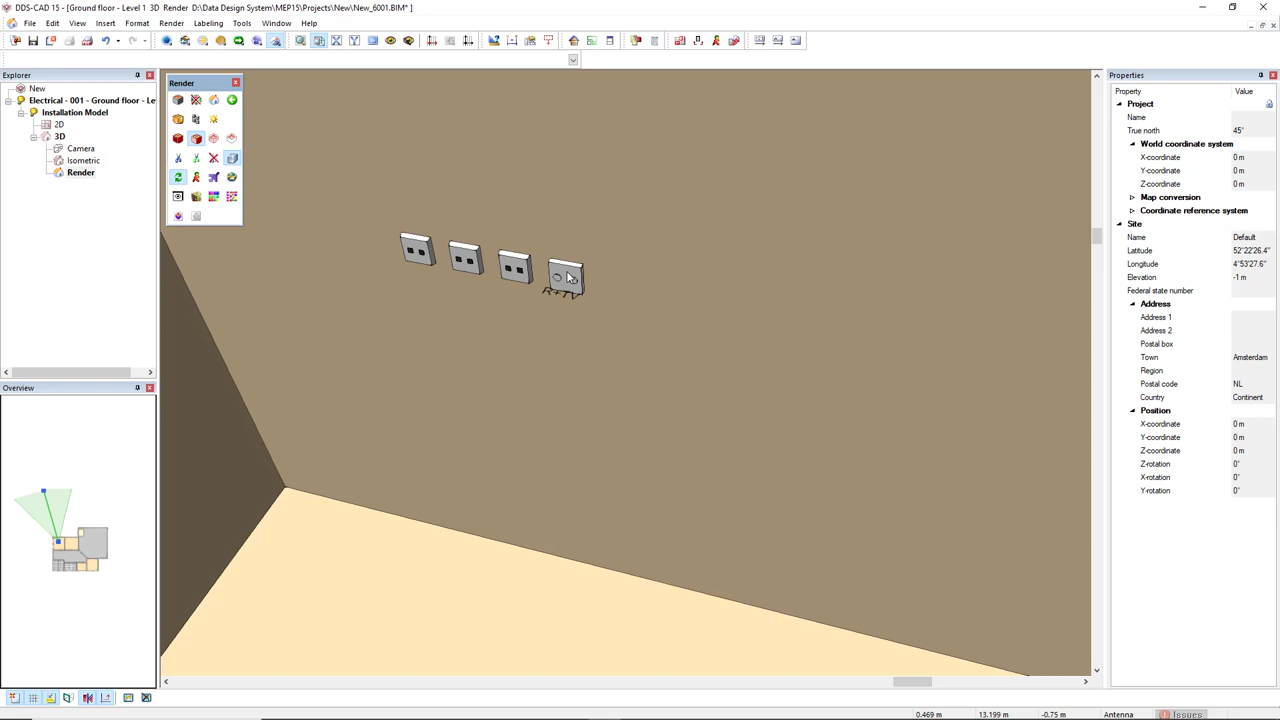 DDS-CAD 15 - [Ground floor - Level 1  3D  Render  D:\Data Design System\MEP15\Projects\New\New_6001.BIM* ]
File Edit View Insert Format Render Labeling Tools Window Help
Explorer
New
Electrical - 001 - Ground floor - Le
Installation Model
2D
3D
Camera
Isometric
Render
Overview
Render
Properties
Property Value
Project
Name
True north 45°
World coordinate system
X-coordinate 0 m
Y-coordinate 0 m
Z-coordinate 0 m
Map conversion
Coordinate reference system
Site
Name Default
Latitude 52°22'26.4"
Longitude 4°53'27.6"
Elevation -1 m
Federal state number
Address
Address 1
Address 2
Postal box
Town Amsterdam
Region
Postal code NL
Country Continent
Position
X-coordinate 0 m
Y-coordinate 0 m
Z-coordinate 0 m
Z-rotation 0°
X-rotation 0°
Y-rotation 0°
0.469 m 13.199 m -0.75 m Antenna Issues